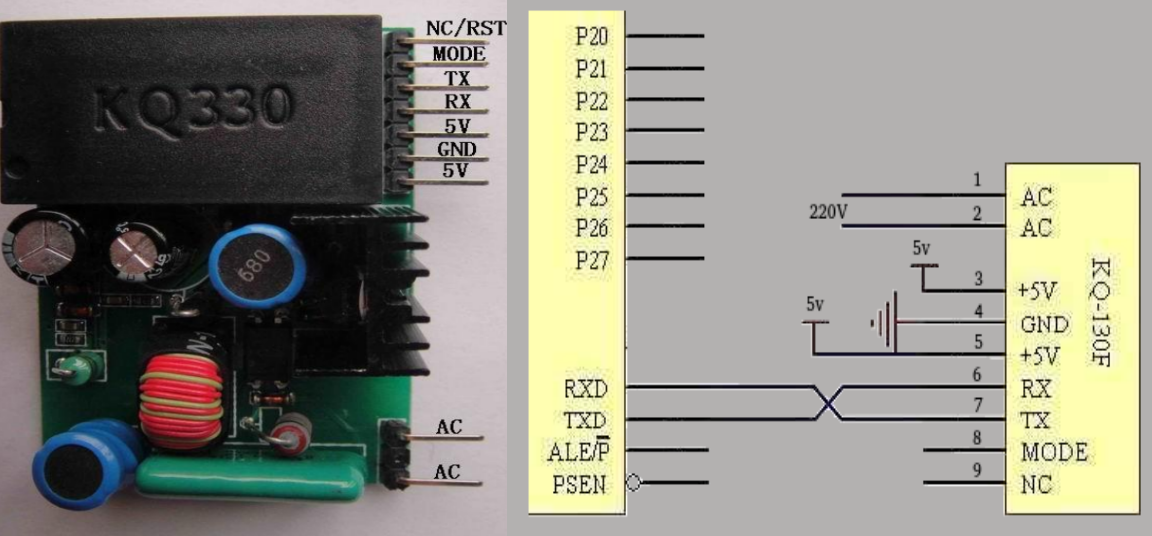 NC/RST
MODE
TX
RX
5V
GND
5V
KQ330
680
AC
AC
P20
P21
P22
P23
P24
P25
P26
P27
RXD
TXD
ALE/P̅
PSEN
220V
5v
5v
1
2
3
4
5
6
7
8
9
AC
AC
+5V
GND
+5V
RX
TX
MODE
NC
KQ-130F